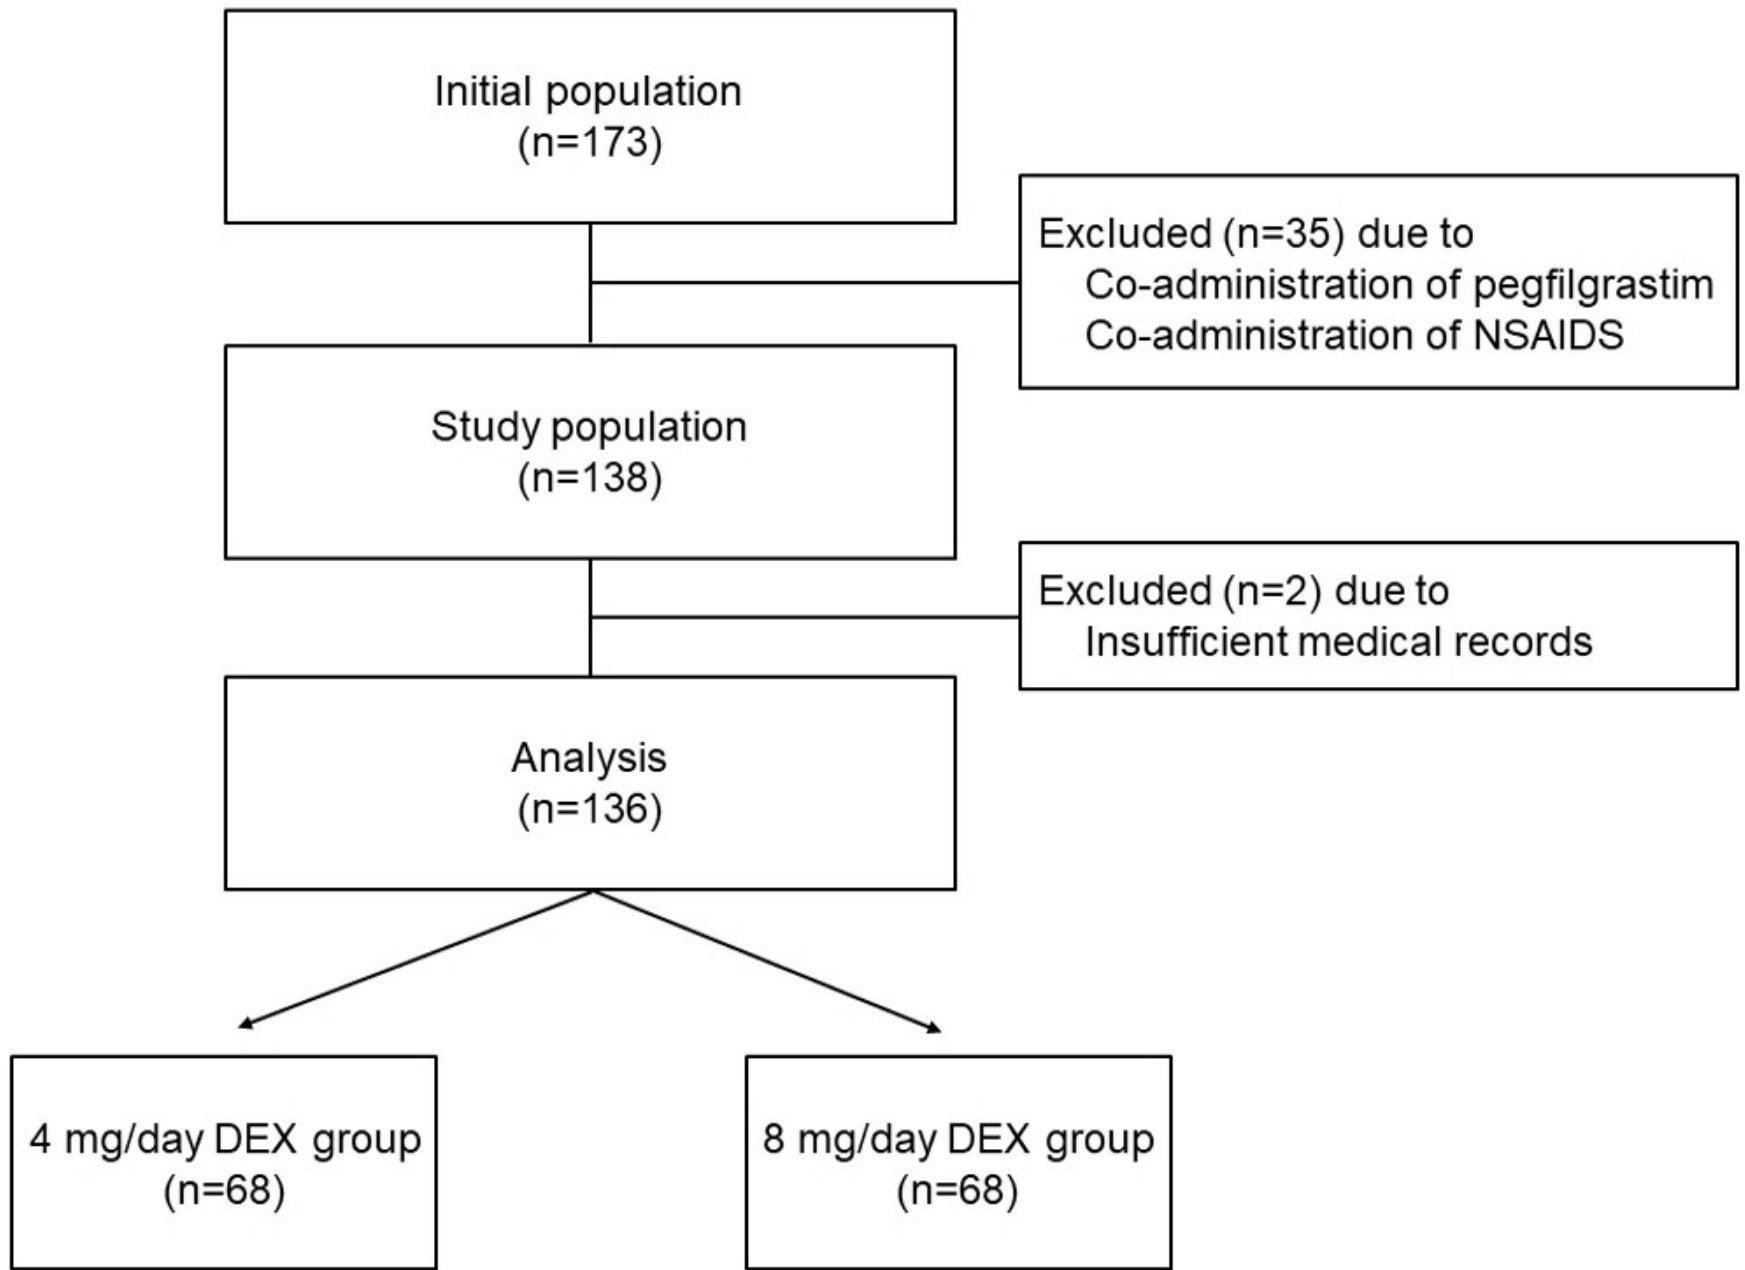 Initial population
(n=173)
Excluded (n=35) due to
Co-administration of pegfilgrastim
Co-administration of NSAIDS
Study population
(n=138)
Excluded (n=2) due to
Insufficient medical records
Analysis
(n=136)
4 mg/day DEX group
(n=68)
8 mg/day DEX group
(n=68)